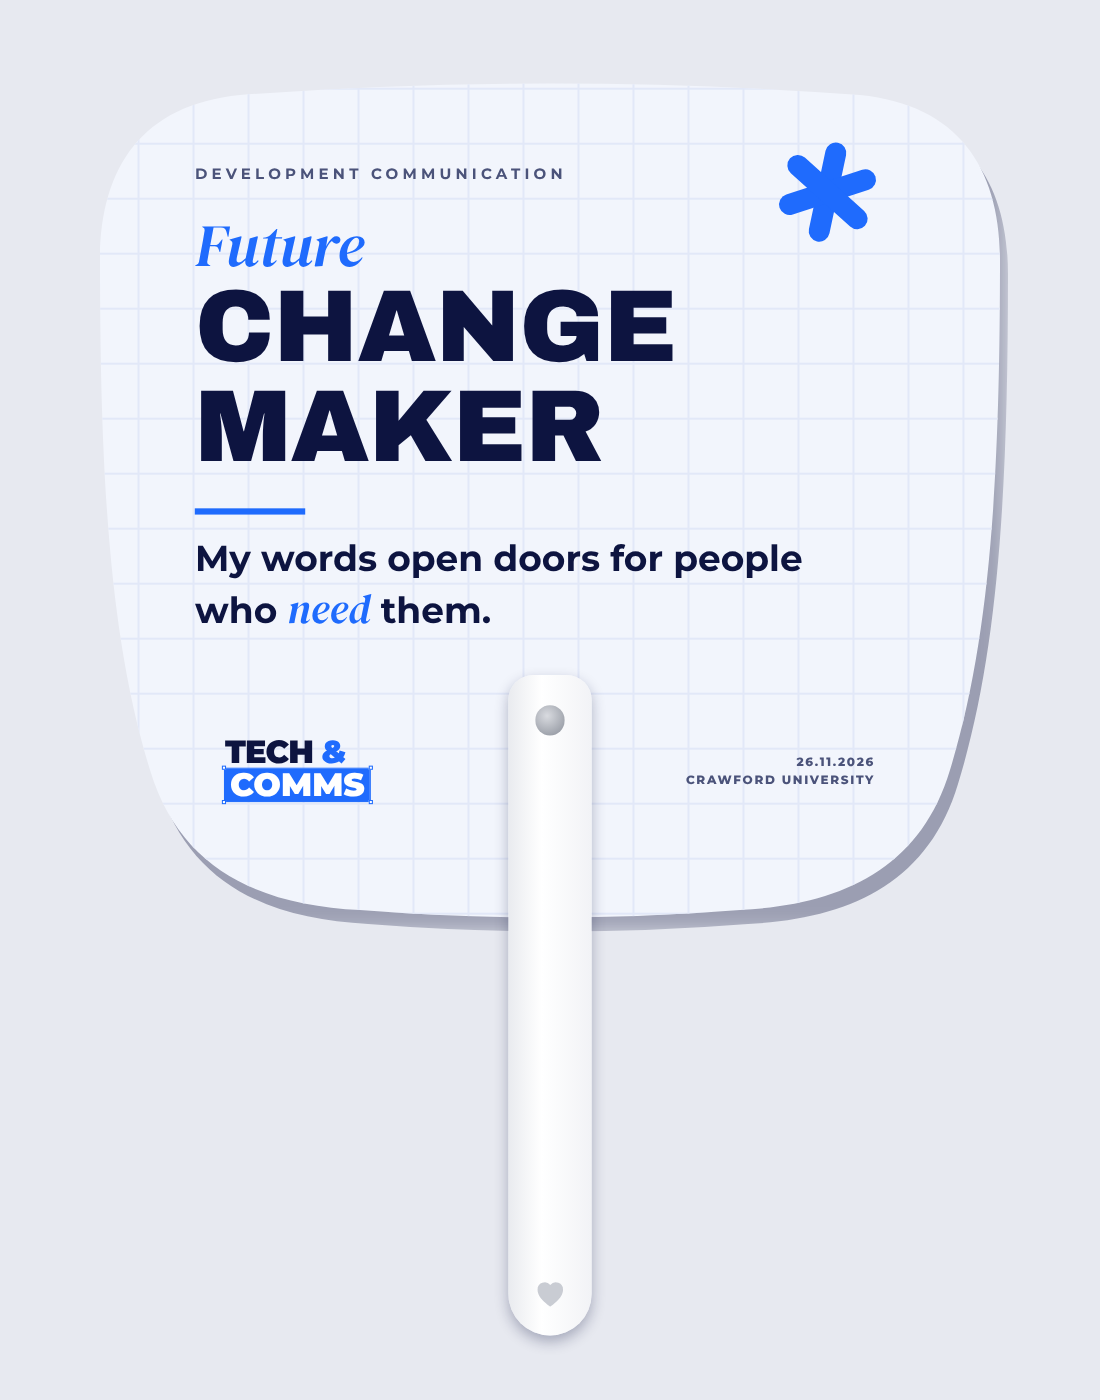 DEVELOPMENT COMMUNICATION
Future
CHANGE
MAKER
My words open doors for people
who need them.
TECH &
COMMS
26.11.2026
CRAWFORD UNIVERSITY